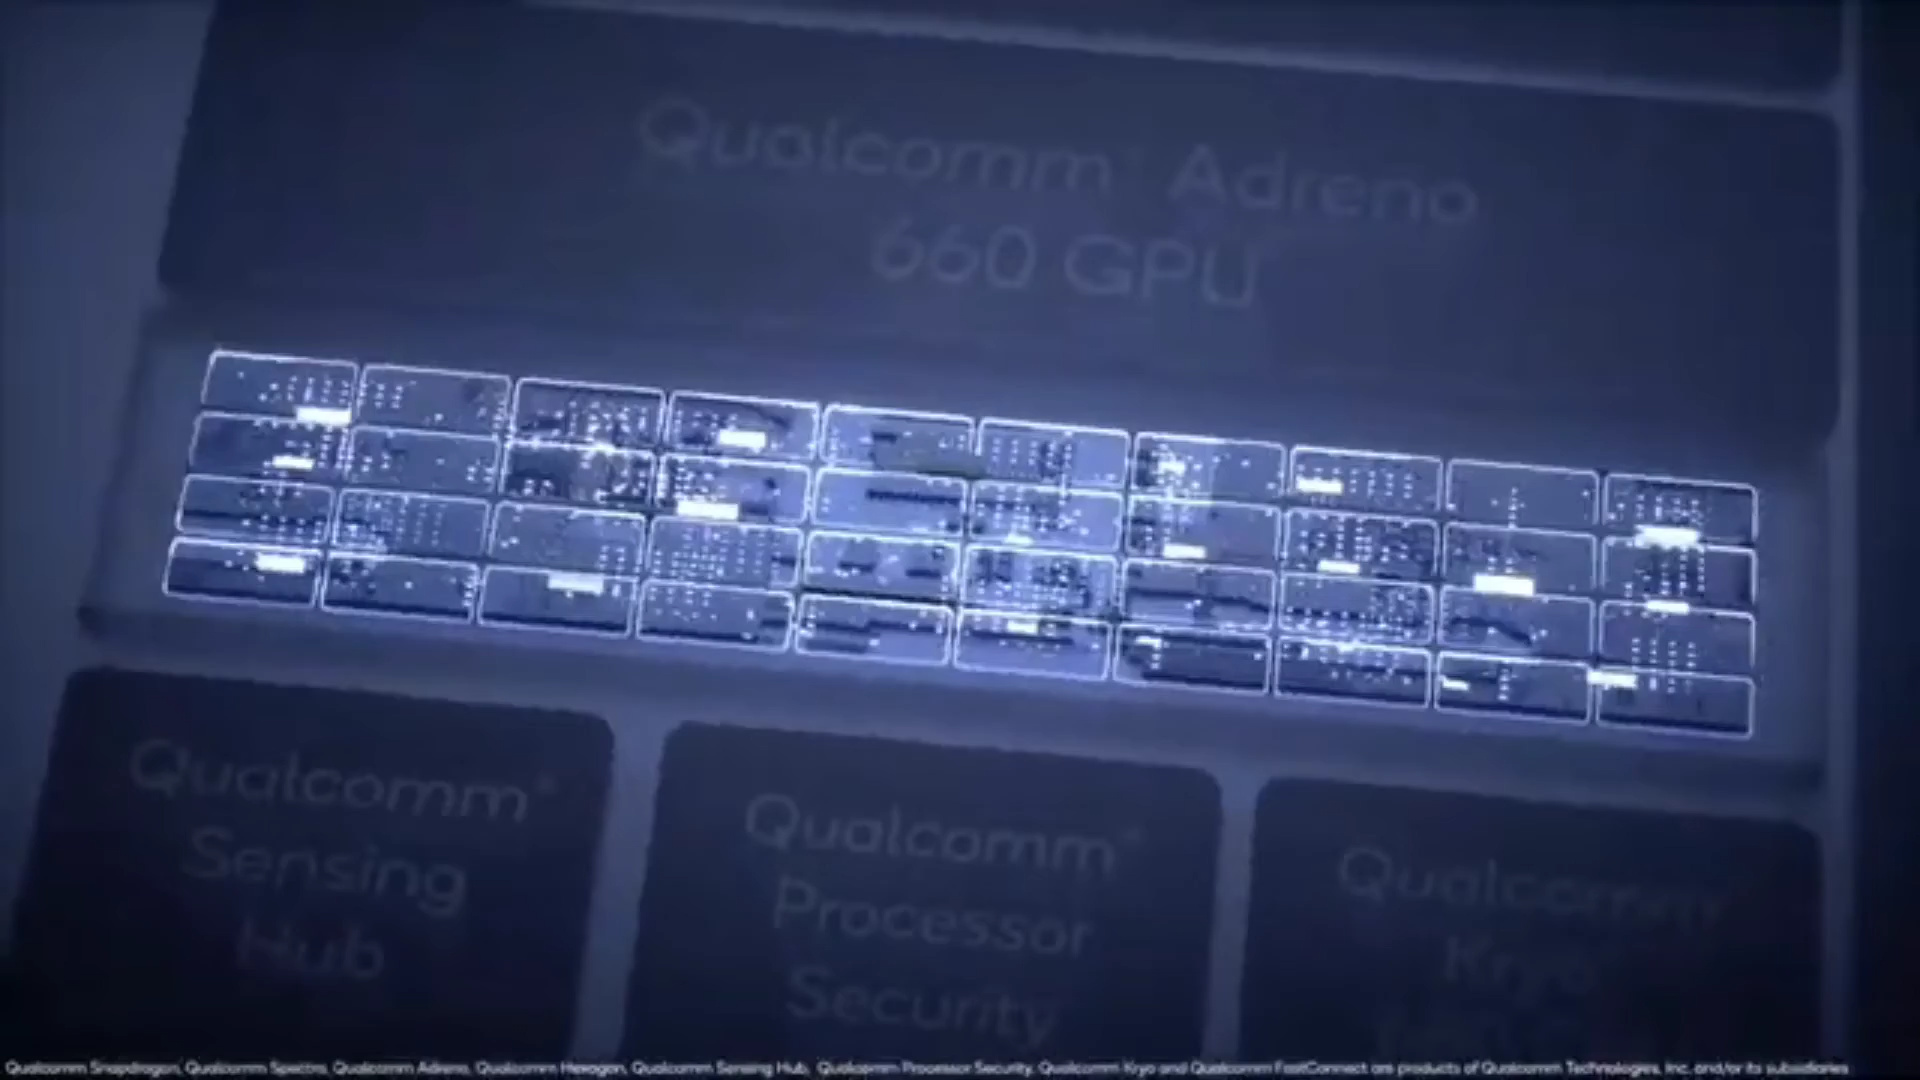 Qualcomm Adreno
660 GPU
Qualcomm®
Sensing
Hub
Qualcomm®
Processor
Security
Qualcomm
Kryo
Qualcomm Snapdragon, Qualcomm Spectra, Qualcomm Adreno, Qualcomm Hexagon, Qualcomm Sensing Hub, Qualcomm Processor Security, Qualcomm Kryo and Qualcomm FastConnect are products of Qualcomm Technologies, Inc. and/or its subsidiaries